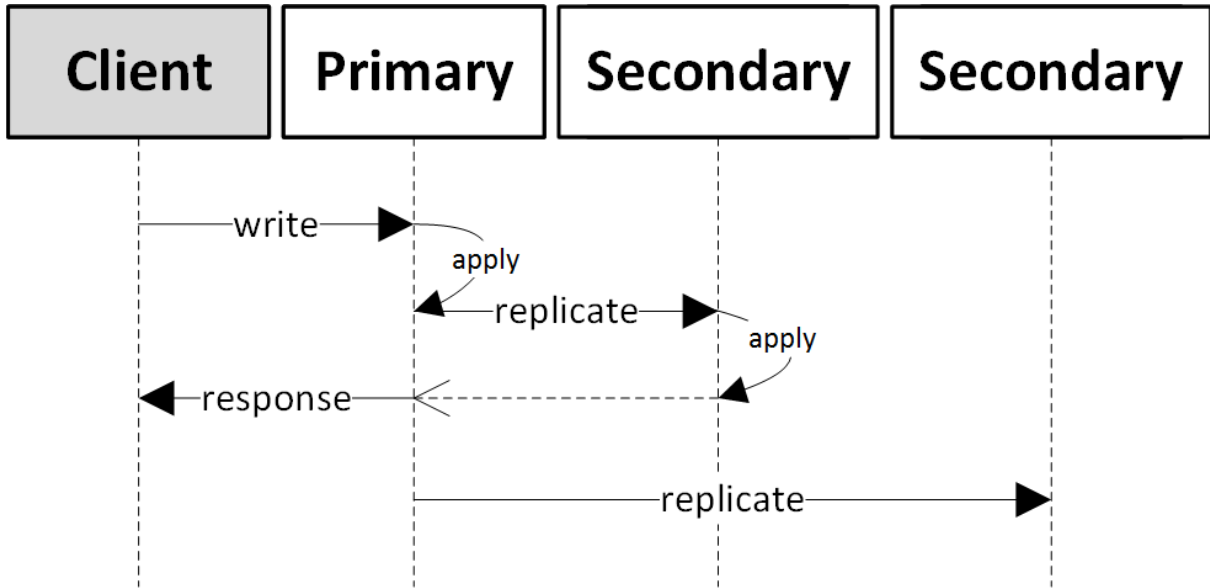 Client Primary Secondary Secondary
write
apply
replicate
apply
response
replicate